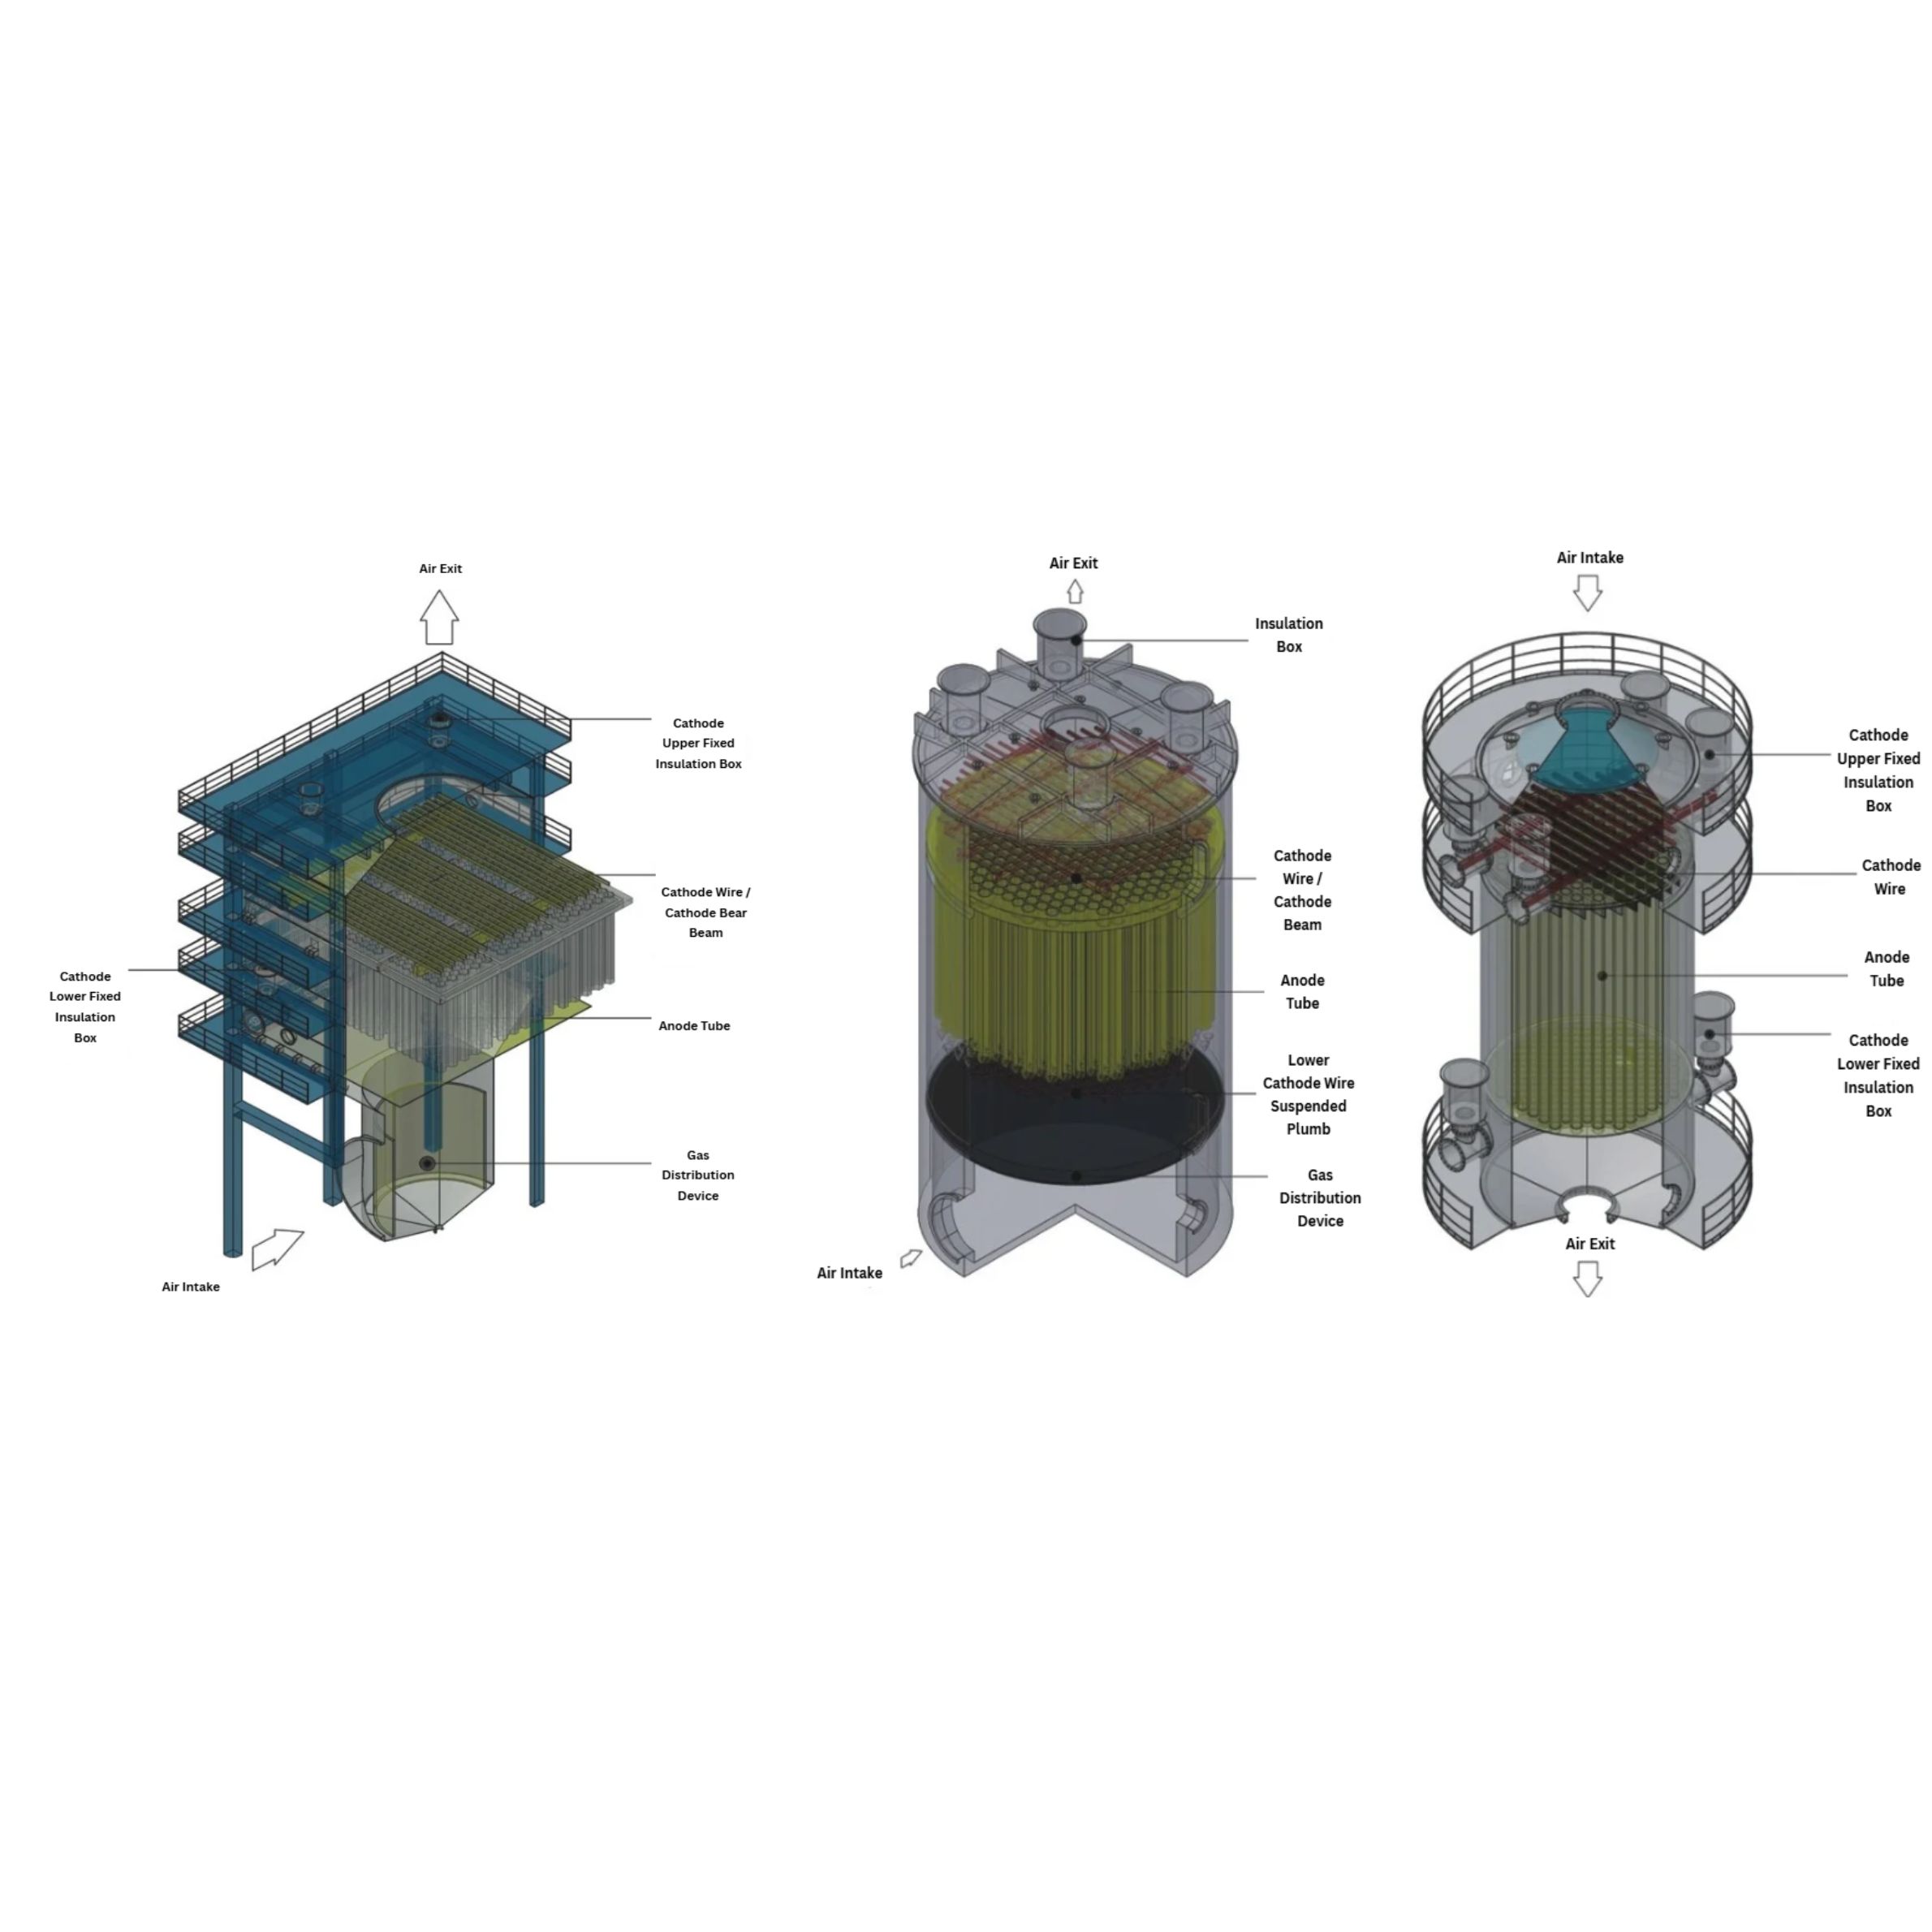 Air Exit
Cathode
Upper Fixed
Insulation Box
Cathode Wire /
Cathode Bear
Beam
Cathode
Lower Fixed
Insulation
Box
Anode Tube
Gas
Distribution
Device
Air Intake
Air Exit
Insulation
Box
Cathode
Wire /
Cathode
Beam
Anode
Tube
Lower
Cathode Wire
Suspended
Plumb
Gas
Distribution
Device
Air Intake
Air Intake
Cathode
Upper Fixed
Insulation
Box
Cathode
Wire
Anode
Tube
Cathode
Lower Fixed
Insulation
Box
Air Exit